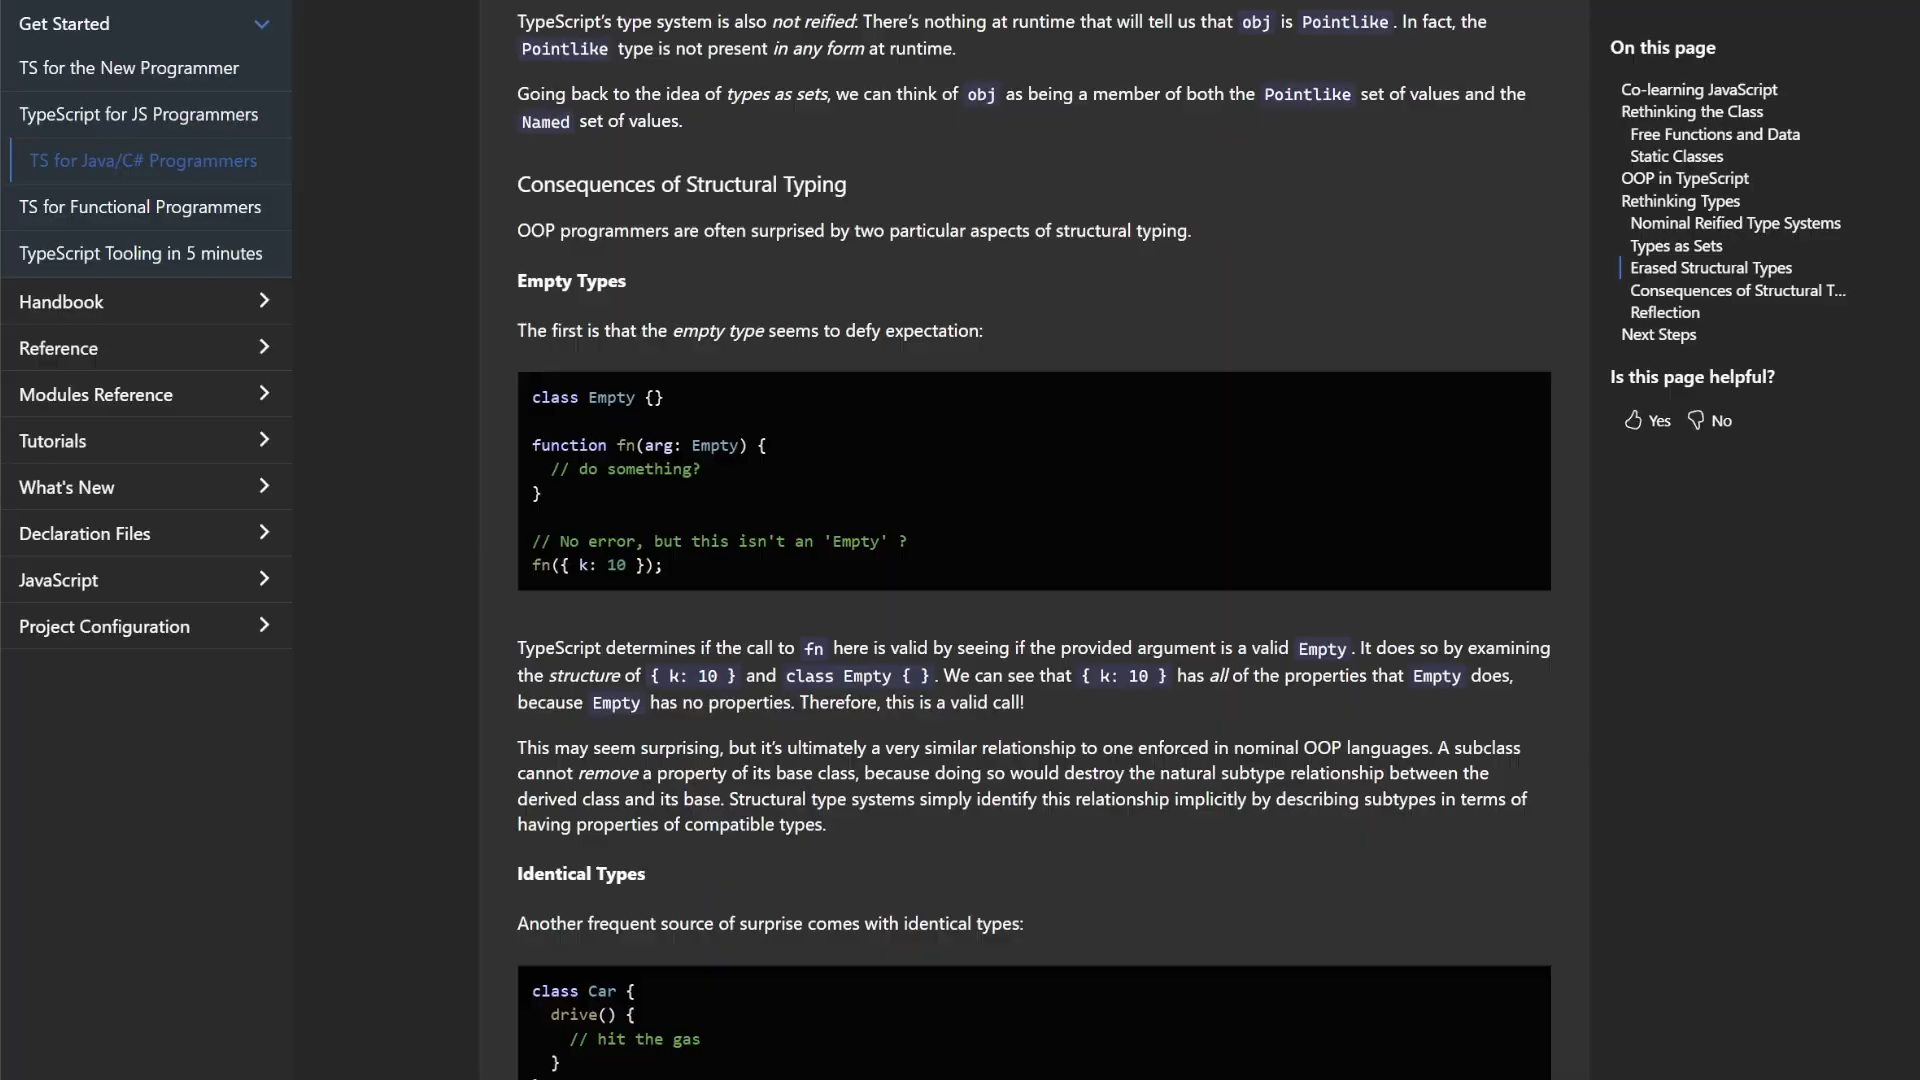 Get Started
TS for the New Programmer
TypeScript for JS Programmers
TS for Java/C# Programmers
TS for Functional Programmers
TypeScript Tooling in 5 minutes
Handbook
Reference
Modules Reference
Tutorials
What's New
Declaration Files
JavaScript
Project Configuration
TypeScript’s type system is also not reified: There’s nothing at runtime that will tell us that obj is Pointlike. In fact, the
Pointlike type is not present in any form at runtime.
Going back to the idea of types as sets, we can think of obj as being a member of both the Pointlike set of values and the
Named set of values.
Consequences of Structural Typing
OOP programmers are often surprised by two particular aspects of structural typing.
Empty Types
The first is that the empty type seems to defy expectation:
class Empty {}
function fn(arg: Empty) {
// do something?
}
// No error, but this isn't an 'Empty' ?
fn({ k: 10 });
TypeScript determines if the call to fn here is valid by seeing if the provided argument is a valid Empty. It does so by examining
the structure of { k: 10 } and class Empty { }. We can see that { k: 10 } has all of the properties that Empty does,
because Empty has no properties. Therefore, this is a valid call!
This may seem surprising, but it’s ultimately a very similar relationship to one enforced in nominal OOP languages. A subclass
cannot remove a property of its base class, because doing so would destroy the natural subtype relationship between the
derived class and its base. Structural type systems simply identify this relationship implicitly by describing subtypes in terms of
having properties of compatible types.
Identical Types
Another frequent source of surprise comes with identical types:
class Car {
drive() {
// hit the gas
}
On this page
Co-learning JavaScript
Rethinking the Class
Free Functions and Data
Static Classes
OOP in TypeScript
Rethinking Types
Nominal Reified Type Systems
Types as Sets
Erased Structural Types
Consequences of Structural T...
Reflection
Next Steps
Is this page helpful?
Yes No